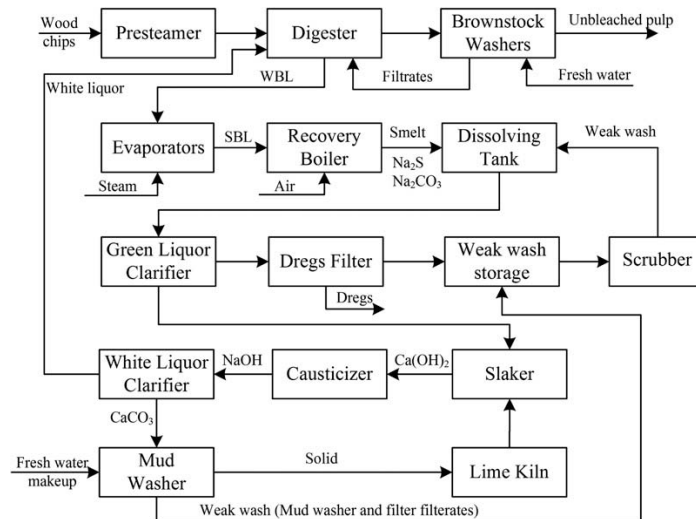 Wood
chips
Presteamer
Digester
Brownstock
Washers
Unbleached pulp
White liquor
WBL
Filtrates
Fresh water
Evaporators
SBL
Recovery
Boiler
Smelt
Na₂S
Na₂CO₃
Dissolving
Tank
Weak wash
Steam
Air
Green Liquor
Clarifier
Dregs Filter
Weak wash
storage
Scrubber
Dregs
White Liquor
Clarifier
NaOH
Causticizer
Ca(OH)₂
Slaker
CaCO₃
Fresh water
makeup
Mud
Washer
Solid
Lime Kiln
Weak wash (Mud washer and filter filterates)